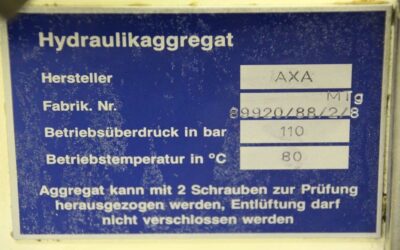 Hydraulikaggregat
Hersteller AXA
MTg
Fabrik. Nr. 89920/88/2/8
Betriebsüberdruck in bar 110
Betriebstemperatur in °C 80
Aggregat kann mit 2 Schrauben zur Prüfung
herausgezogen werden, Entlüftung darf
nicht verschlossen werden